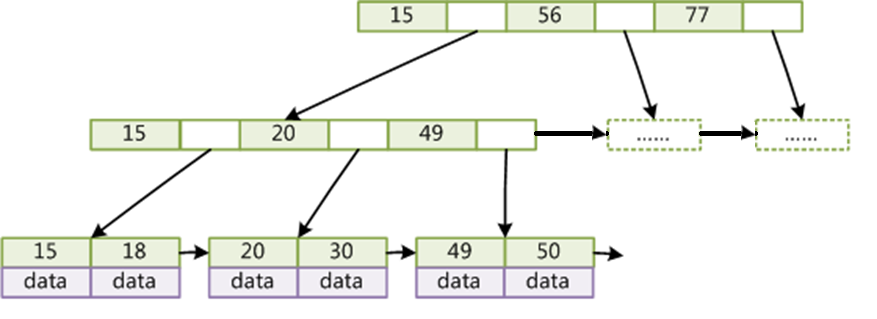 15 56 77
15 20 49 ...... ......
15 18 20 30 49 50
data data data data data data